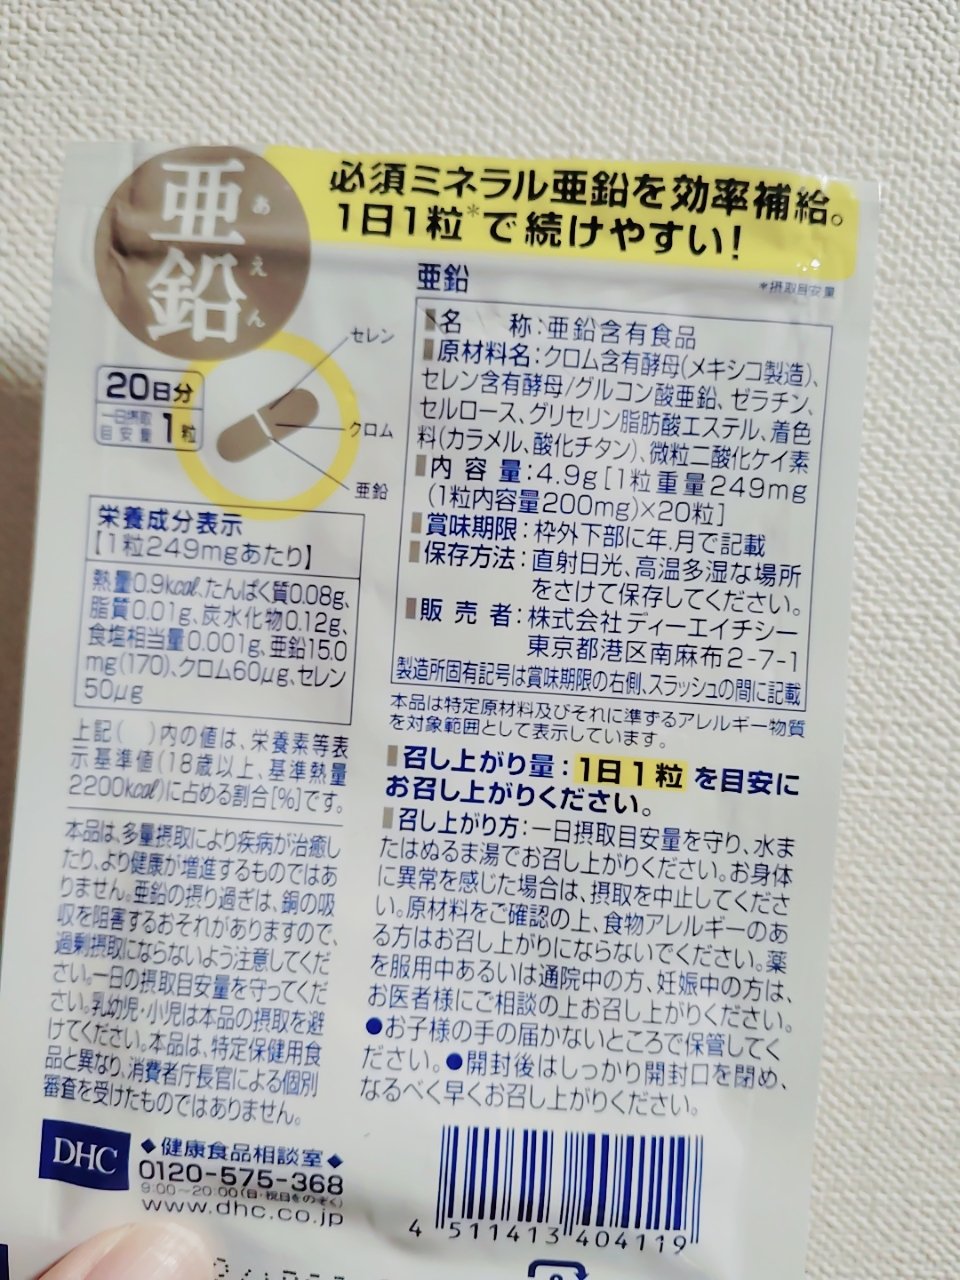 亜鉛
あえん
必須ミネラル亜鉛を効率補給。
1日1粒*で続けやすい!
*摂取目安量
20日分
一日摂取
目安量 1粒
セレン
クロム
亜鉛
栄養成分表示
【1粒249mgあたり】
熱量0.9kcal、たんぱく質0.08g、
脂質0.01g、炭水化物0.12g、
食塩相当量0.001g、亜鉛15.0
mg(170)、クロム60μg、セレン
50μg
上記( )内の値は、栄養素等表
示基準値(18歳以上、基準熱量
2200kcal)に占める割合[%]です。
本品は、多量摂取により疾病が治癒し
たり、より健康が増進するものではあ
りません。亜鉛の摂り過ぎは、銅の吸
収を阻害するおそれがありますので、
過剰摂取にならないよう注意してくだ
さい。一日の摂取目安量を守ってくだ
さい。乳幼児・小児は本品の摂取を避
けてください。本品は、特定保健用食
品と異なり、消費者庁長官による個別
審査を受けたものではありません。
亜鉛
■名 称:亜鉛含有食品
■原材料名:クロム含有酵母(メキシコ製造)、
セレン含有酵母/グルコン酸亜鉛、ゼラチン、
セルロース、グリセリン脂肪酸エステル、着色
料(カラメル、酸化チタン)、微粒二酸化ケイ素
■内容量:4.9g[1粒重量249mg
(1粒内容量200mg)×20粒]
■賞味期限:枠外下部に年.月で記載
■保存方法:直射日光、高温多湿な場所
をさけて保存してください。
■販売者:株式会社ディーエイチシー
東京都港区南麻布2-7-1
製造所固有記号は賞味期限の右側、スラッシュの間に記載
本品は特定原材料及びそれに準ずるアレルギー物質
を対象範囲として表示しています。
■召し上がり量:1日1粒を目安に
お召し上がりください。
■召し上がり方:一日摂取目安量を守り、水ま
たはぬるま湯でお召し上がりください。お身体
に異常を感じた場合は、摂取を中止してくださ
い。原材料をご確認の上、食物アレルギーのあ
る方はお召し上がりにならないでください。薬
を服用中あるいは通院中の方、妊娠中の方は、
お医者様にご相談の上お召し上がりください。
●お子様の手の届かないところで保管してく
ださい。●開封後はしっかり開封口を閉め、
なるべく早くお召し上がりください。
DHC
◆健康食品相談室◆
0120-575-368
9:00〜20:00(日・祝日をのぞく)
www.dhc.co.jp
4 511413 404119